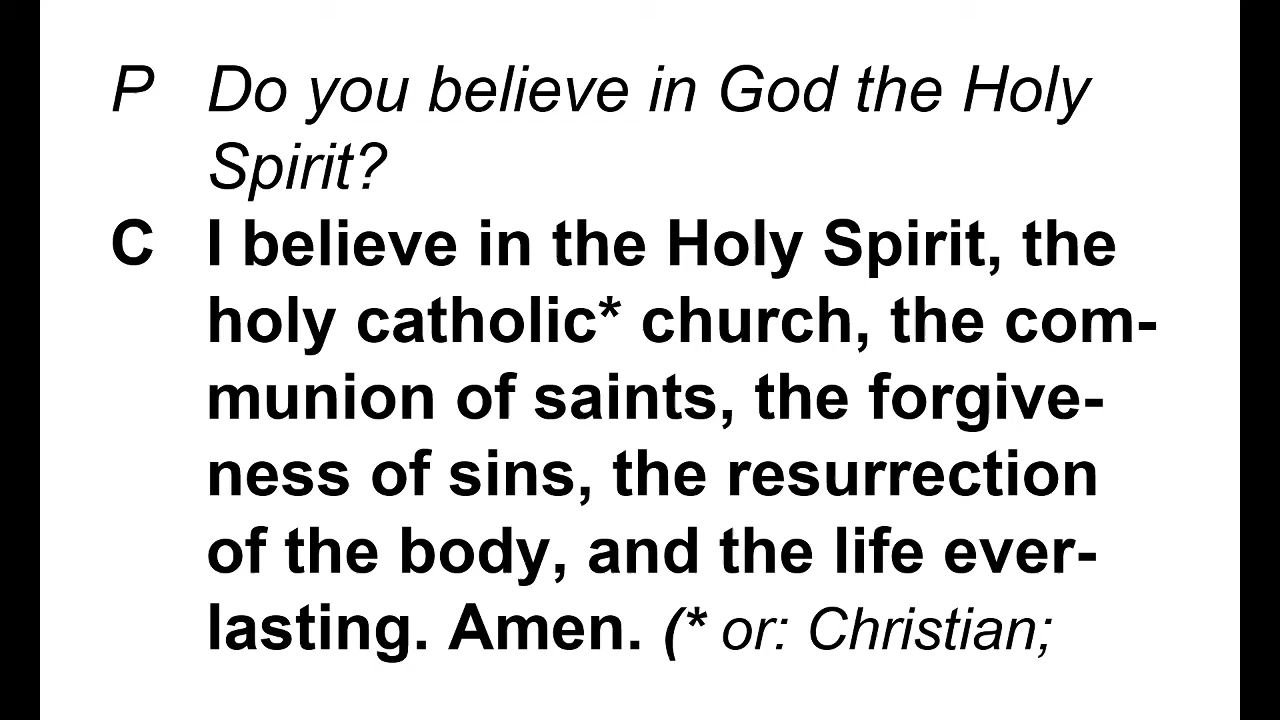 P Do you believe in God the Holy
Spirit?
C I believe in the Holy Spirit, the
holy catholic* church, the com-
munion of saints, the forgive-
ness of sins, the resurrection
of the body, and the life ever-
lasting. Amen. (* or: Christian;